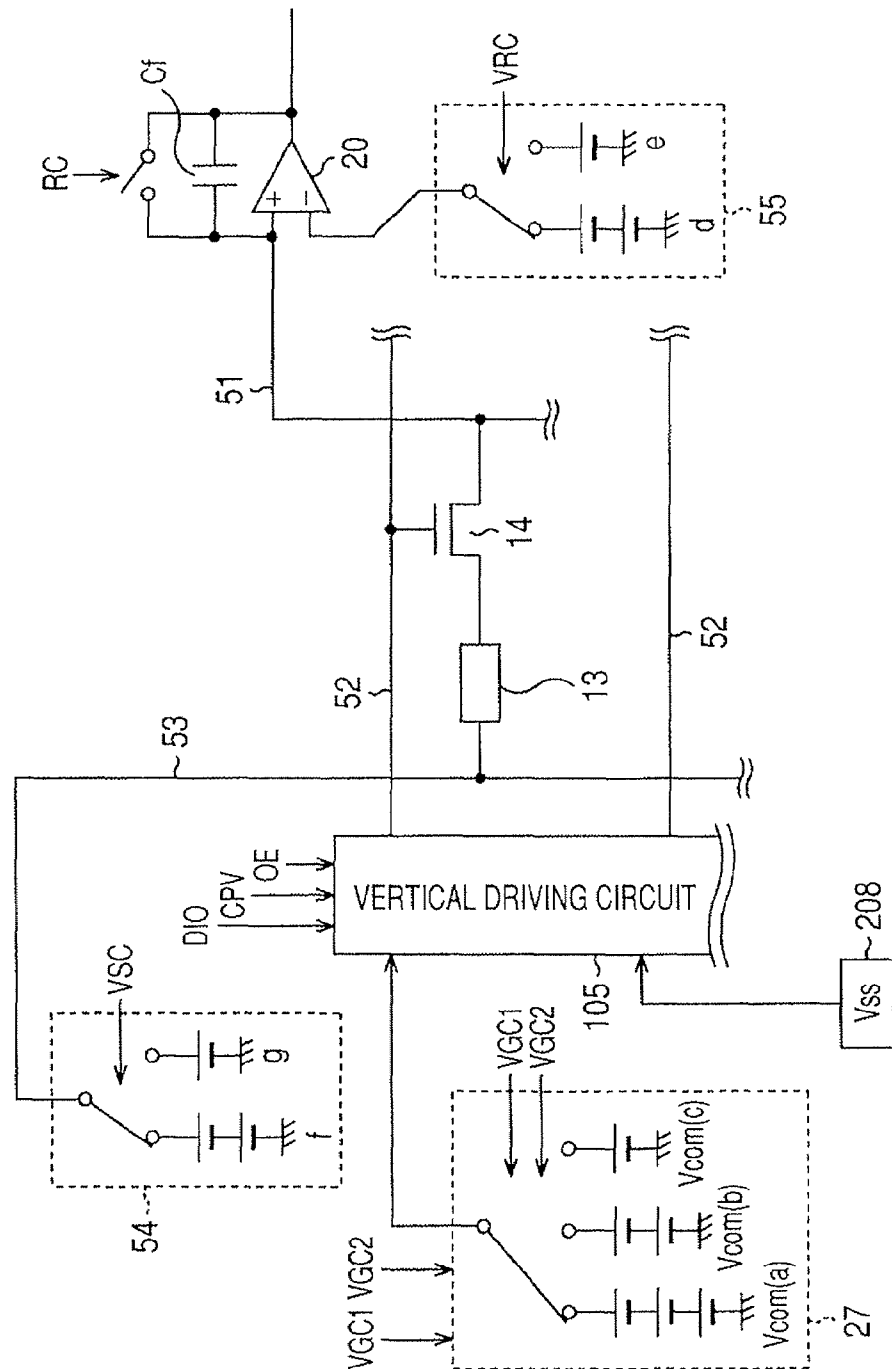 RC
Cf
20
VRC
e
d
55
51
14
13
52
52
53
DIO
CPV
OE
VERTICAL DRIVING CIRCUIT
105
Vss
208
VSC
g
f
54
VGC1
VGC2
Vcom(c)
Vcom(b)
Vcom(a)
VGC1
VGC2
27
+
−